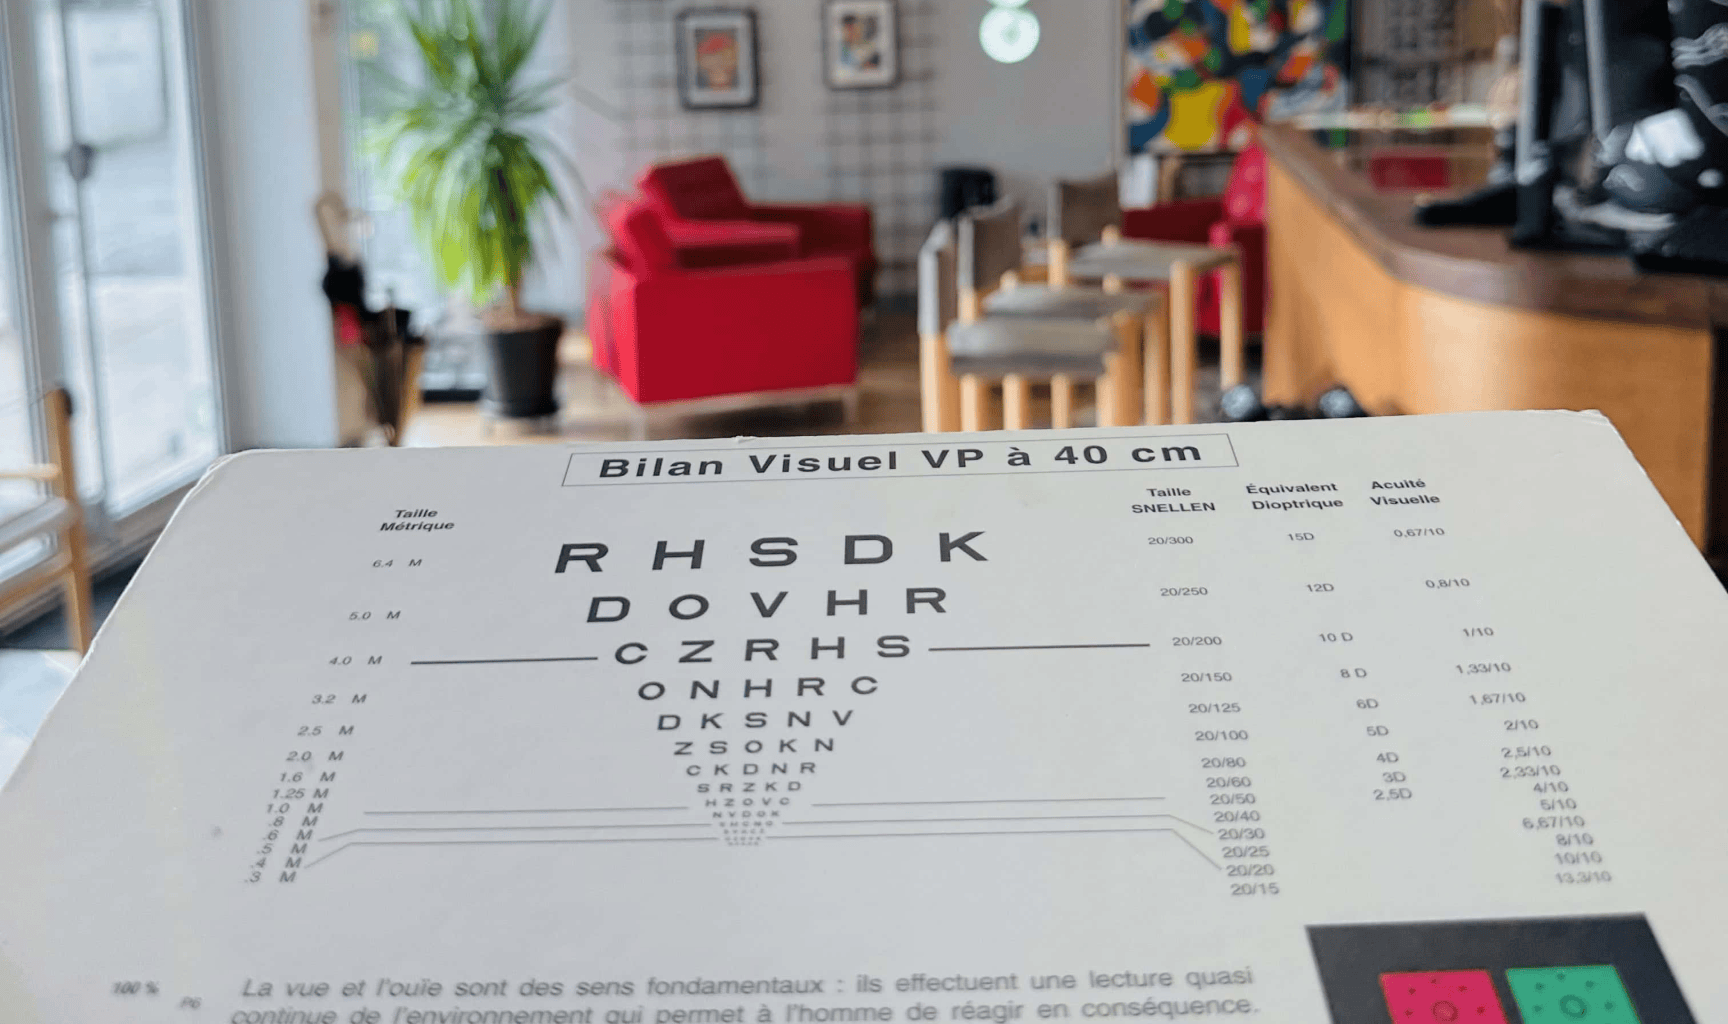 Bilan Visuel VP à 40 cm
Taille Métrique Taille SNELLEN Équivalent Dioptrique Acuité Visuelle
6.4 M R H S D K 20/300 15D 0,67/10
5.0 M D O V H R 20/250 12D 0,8/10
4.0 M C Z R H S 20/200 10 D 1/10
3.2 M O N H R C 20/150 8 D 1,33/10
2.5 M D K S N V 20/125 6D 1,67/10
2.0 M Z S O K N 20/100 5D 2/10
1.6 M C K D N R 20/80 4D 2,5/10
1.25 M S R Z K D 20/60 3D 2,33/10
1.0 M H Z O V C 20/50 2,5D 4/10
.8 M N V D O K 20/40 5/10
.6 M 20/30 6,67/10
.5 M 20/25 8/10
.4 M 20/20 10/10
.3 M 20/15 13,3/10
100 % P6 La vue et l'ouïe sont des sens fondamentaux : ils effectuent une lecture quasi
continue de l'environnement qui permet à l'homme de réagir en conséquence.